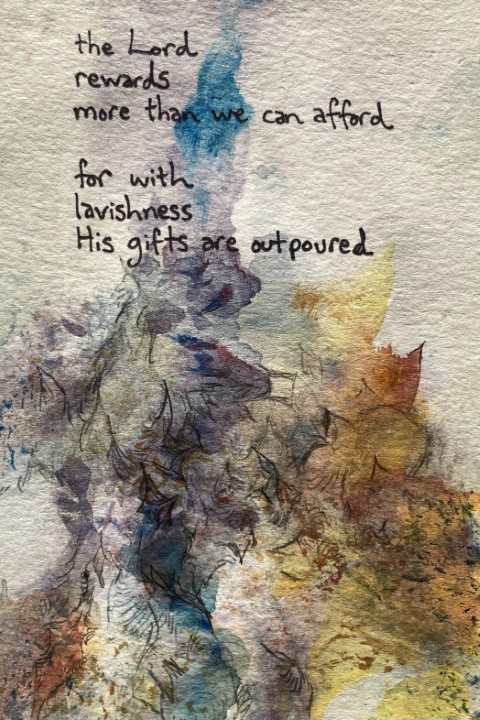 the Lord
rewards
more than we can afford
for with
lavishness
His gifts are outpoured